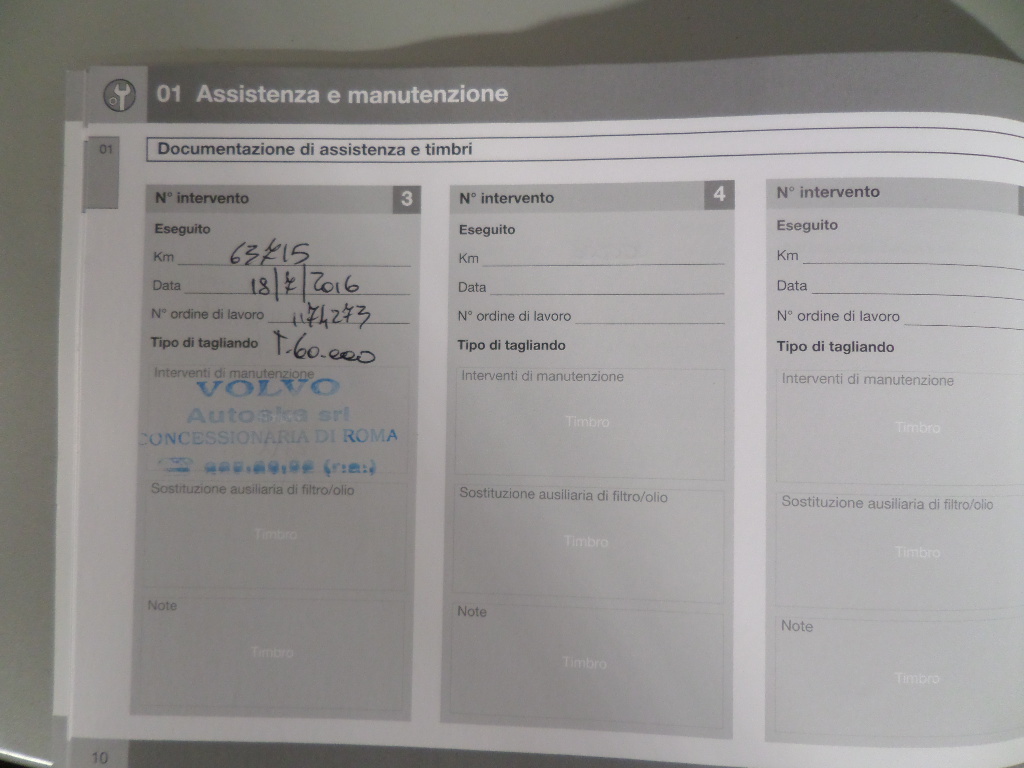 01 Assistenza e manutenzione
01
Documentazione di assistenza e timbri
N° intervento 3
Eseguito
Km 63715
Data 18/7/2016
N° ordine di lavoro
Tipo di tagliando T-60.000
Interventi di manutenzione
VOLVO
Autoska srl
CONCESSIONARIA DI ROMA
(r.a.)
Sostituzione ausiliaria di filtro/olio
Timbro
Note
Timbro
N° intervento 4
Eseguito
Km
Data
N° ordine di lavoro
Tipo di tagliando
Interventi di manutenzione
Timbro
Sostituzione ausiliaria di filtro/olio
Timbro
Note
Timbro
N° intervento
Eseguito
Km
Data
N° ordine di lavoro
Tipo di tagliando
Interventi di manutenzione
Timbro
Sostituzione ausiliaria di filtro/olio
Timbro
Note
Timbro
10